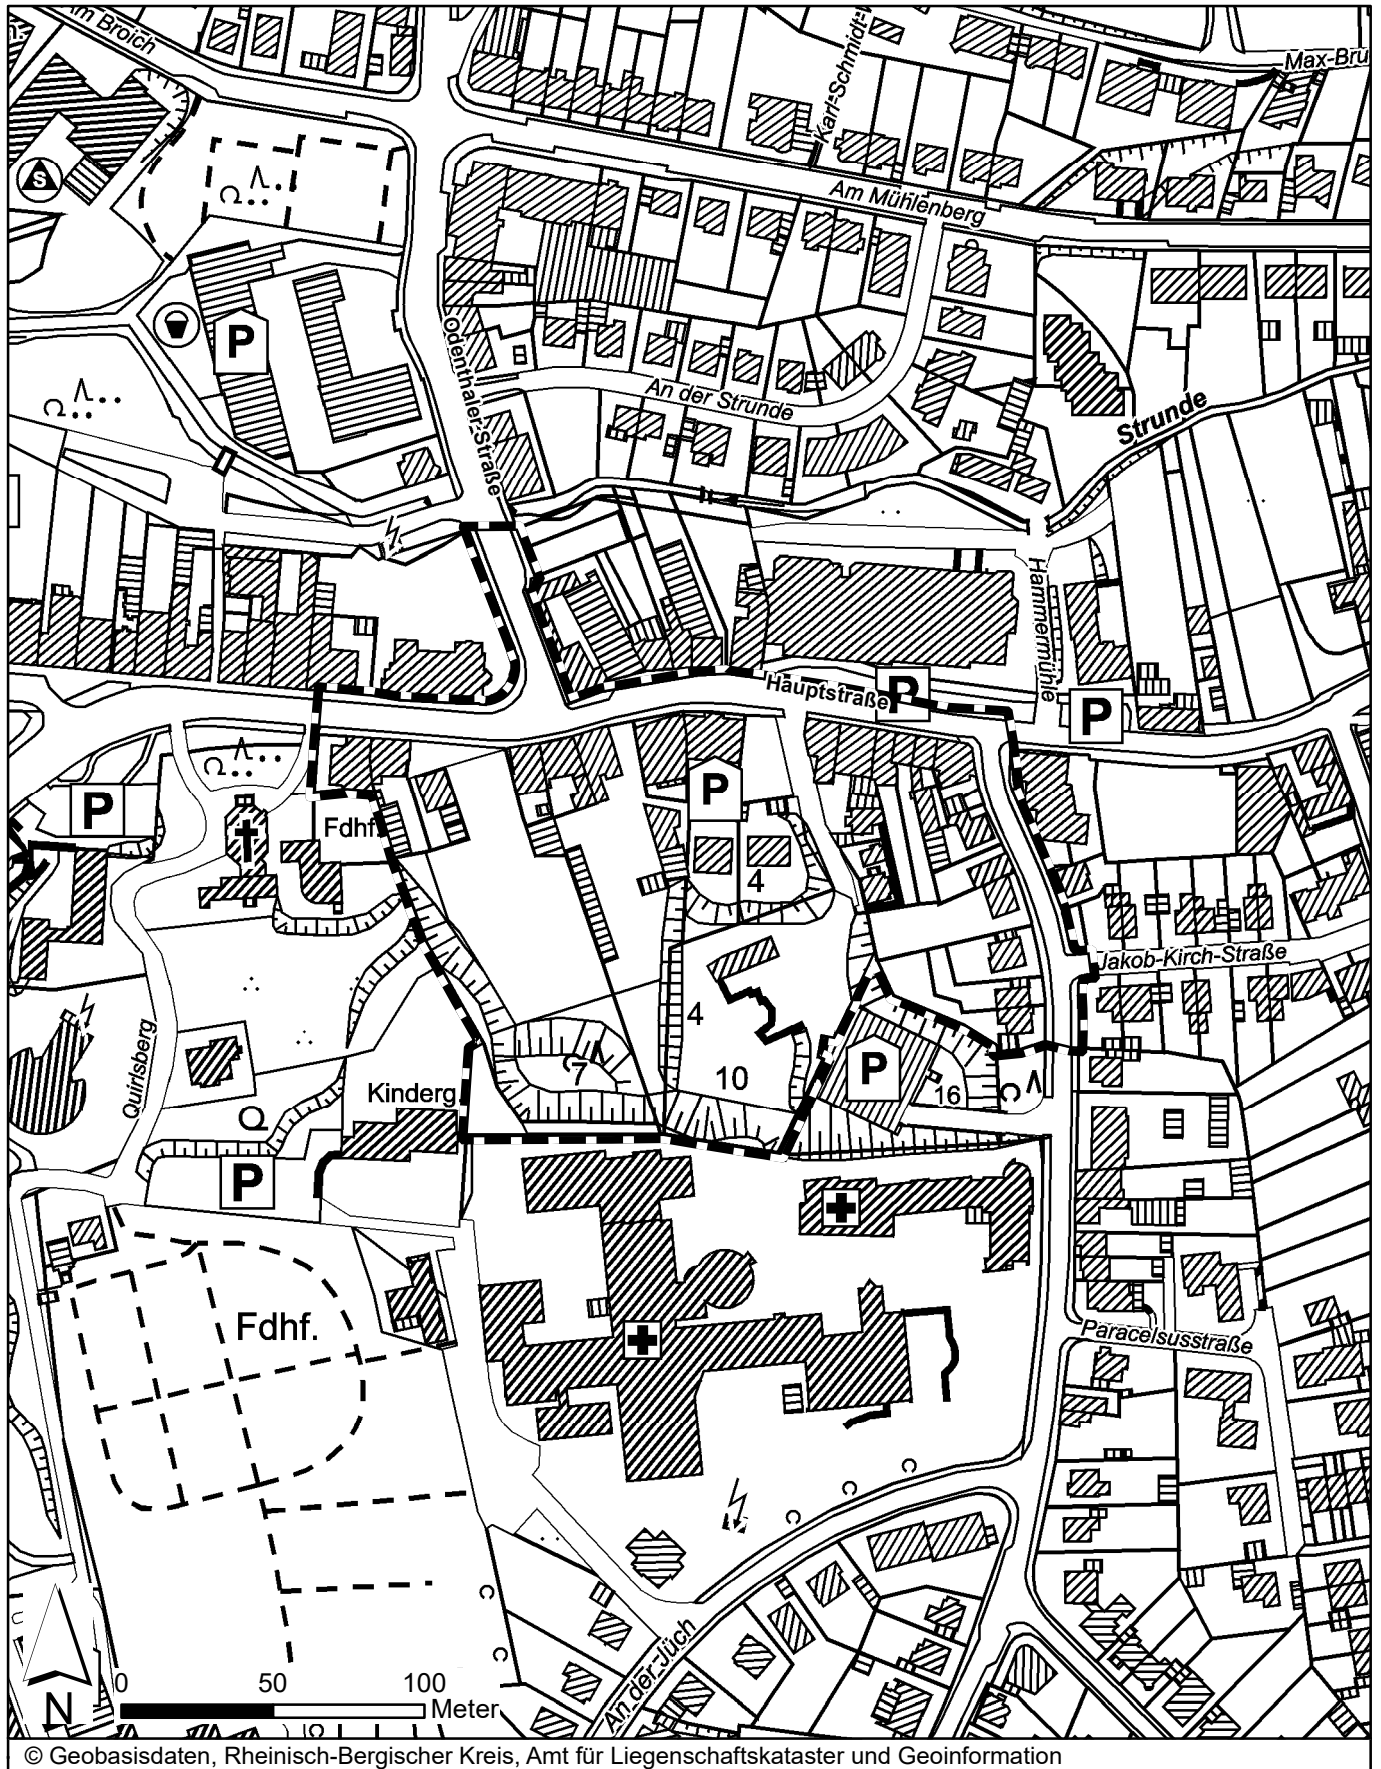 Am Broich
Karl-Schmidt-
Max-Bru
S
Am Mühlenberg
P
Odenthaler-Straße
An der Strunde
Strunde
Hammermühle
Hauptstraße
P
P
P
P
Fdhf.
4
Jakob-Kirch-Straße
4
P
7
10
16
Quirlsberg
Kinderg.
P
Fdhf.
Paracelsusstraße
An der Jüch
0 50 100
Meter
N
© Geobasisdaten, Rheinisch-Bergischer Kreis, Amt für Liegenschaftskataster und Geoinformation